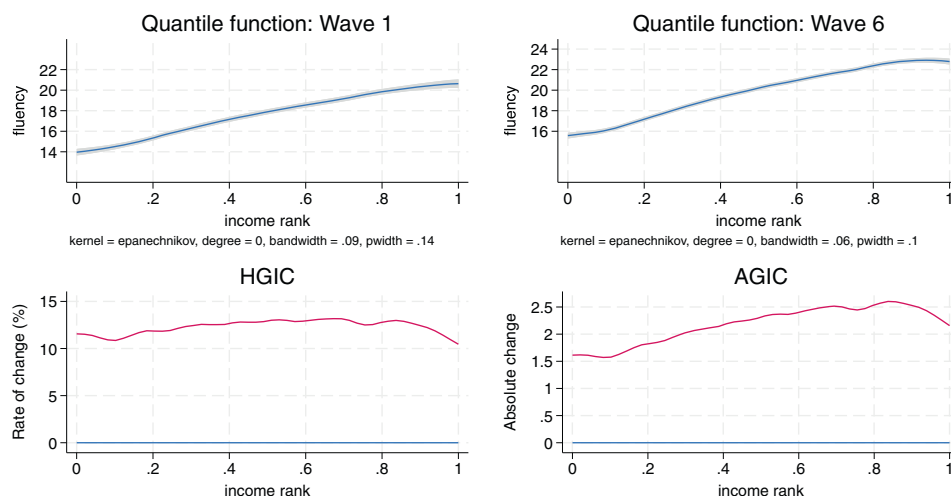 Quantile function: Wave 1
fluency
22
20
18
16
14
0 .2 .4 .6 .8 1
income rank
kernel = epanechnikov, degree = 0, bandwidth = .09, pwidth = .14
Quantile function: Wave 6
fluency
24
22
20
18
16
0 .2 .4 .6 .8 1
income rank
kernel = epanechnikov, degree = 0, bandwidth = .06, pwidth = .1
HGIC
Rate of change (%)
15
10
5
0
0 .2 .4 .6 .8 1
income rank
AGIC
Absolute change
2.5
2
1.5
1
.5
0
0 .2 .4 .6 .8 1
income rank